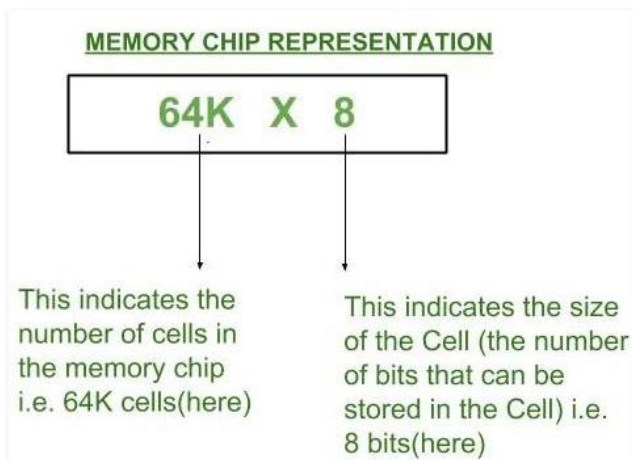 MEMORY CHIP REPRESENTATION
64K X 8
This indicates the
number of cells in
the memory chip
i.e. 64K cells(here)
This indicates the size
of the Cell (the number
of bits that can be
stored in the Cell) i.e.
8 bits(here)